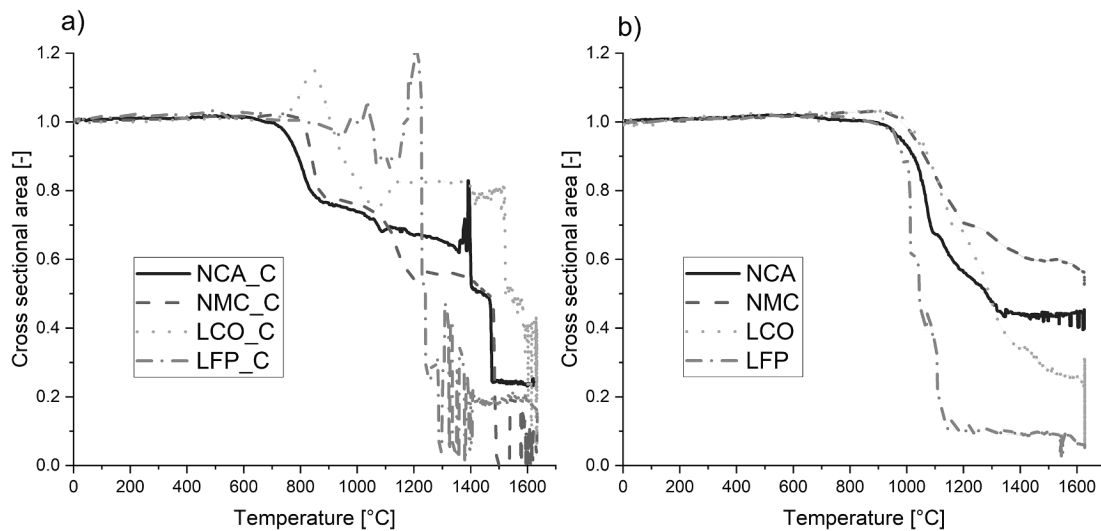 a)
1.2
1.0
0.8
0.6
0.4
0.2
0.0
Cross sectional area [-]
NCA_C
NMC_C
LCO_C
LFP_C
0 200 400 600 800 1000 1200 1400 1600
Temperature [°C]
b)
1.2
1.0
0.8
0.6
0.4
0.2
0.0
Cross sectional area [-]
NCA
NMC
LCO
LFP
0 200 400 600 800 1000 1200 1400 1600
Temperature [°C]